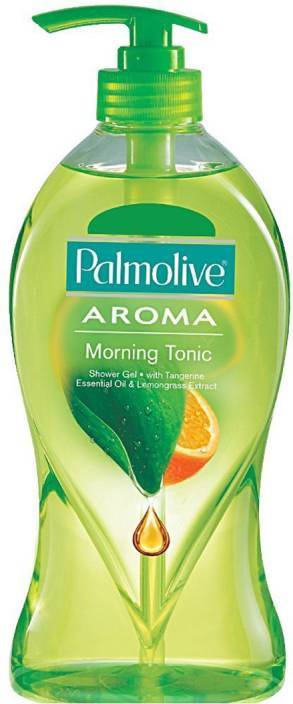 Palmolive®
AROMA
Morning Tonic
Shower Gel • with Tangerine
Essential Oil & Lemongrass Extract